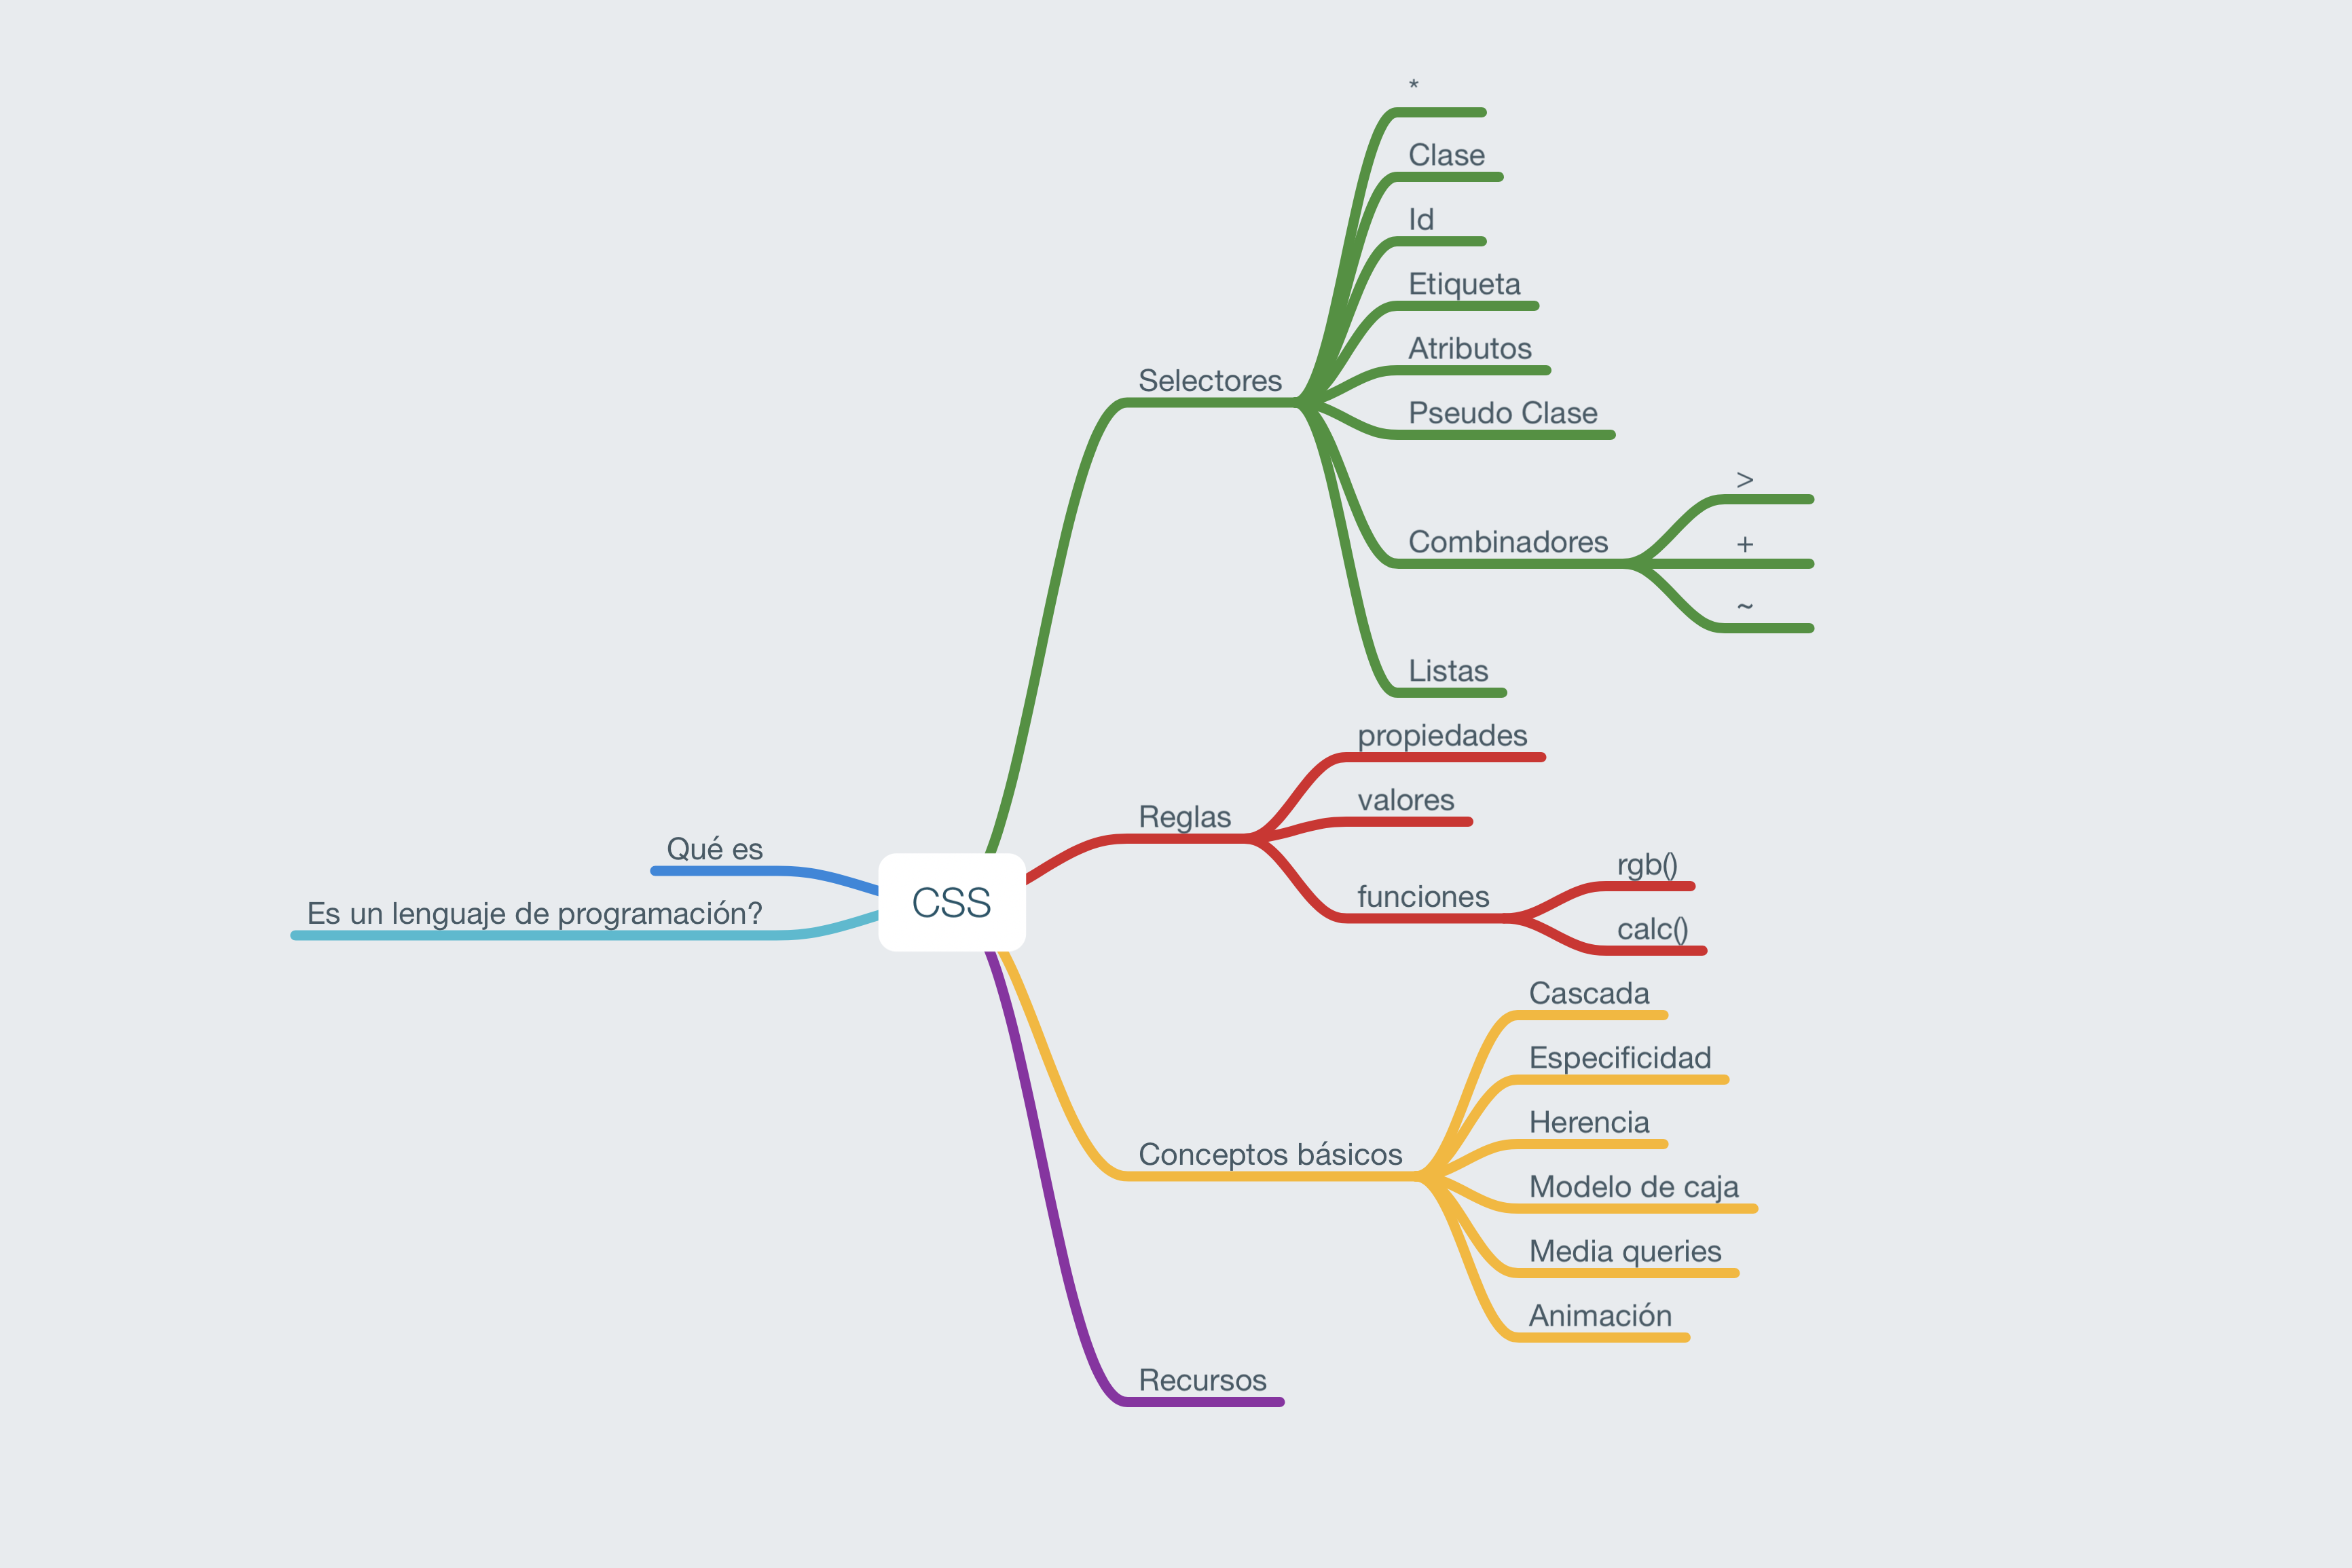 *
Clase
Id
Etiqueta
Atributos
Selectores
Pseudo Clase
>
Combinadores
+
~
Listas
propiedades
valores
Reglas
rgb()
funciones
calc()
Qué es
CSS
Es un lenguaje de programación?
Cascada
Especificidad
Herencia
Conceptos básicos
Modelo de caja
Media queries
Animación
Recursos